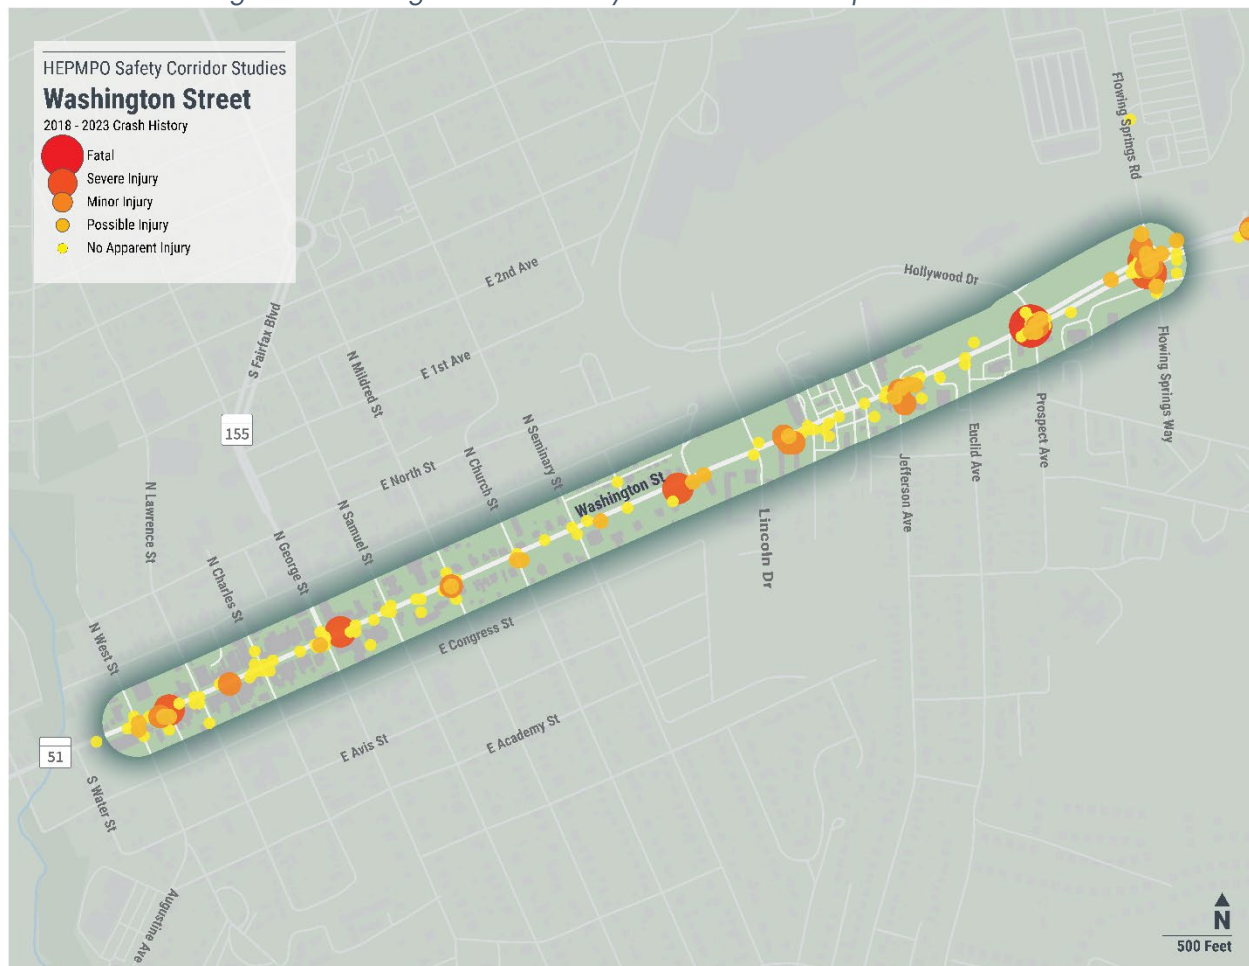 HEPMPO Safety Corridor Studies
Washington Street
2018 - 2023 Crash History
Fatal
Severe Injury
Minor Injury
Possible Injury
No Apparent Injury
Flowing Springs Rd
E 2nd Ave
Hollywood Dr
S Fairfax Blvd
N Mildred St
E 1st Ave
155
N Seminary St
Flowing Springs Way
Prospect Ave
Euclid Ave
Jefferson Ave
E North St
N Church St
Washington St
N Lawrence St
N Samuel St
Lincoln Dr
N George St
N Charles St
N West St
E Congress St
E Avis St
E Academy St
51
S Water St
Augustine Ave
N
500 Feet